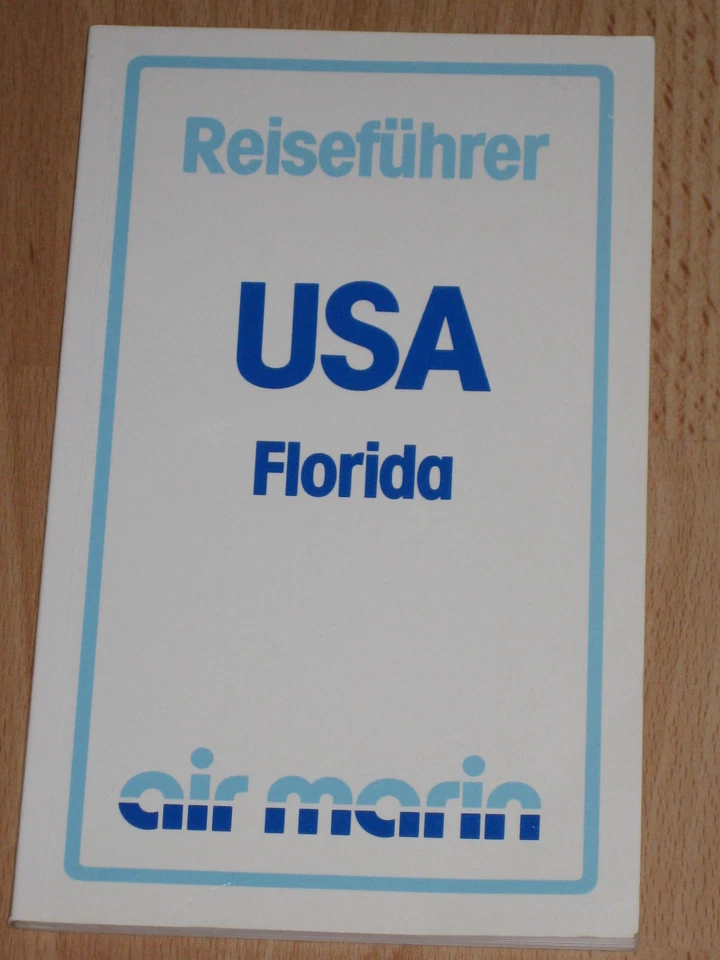 Reiseführer
USA
Florida
air marin